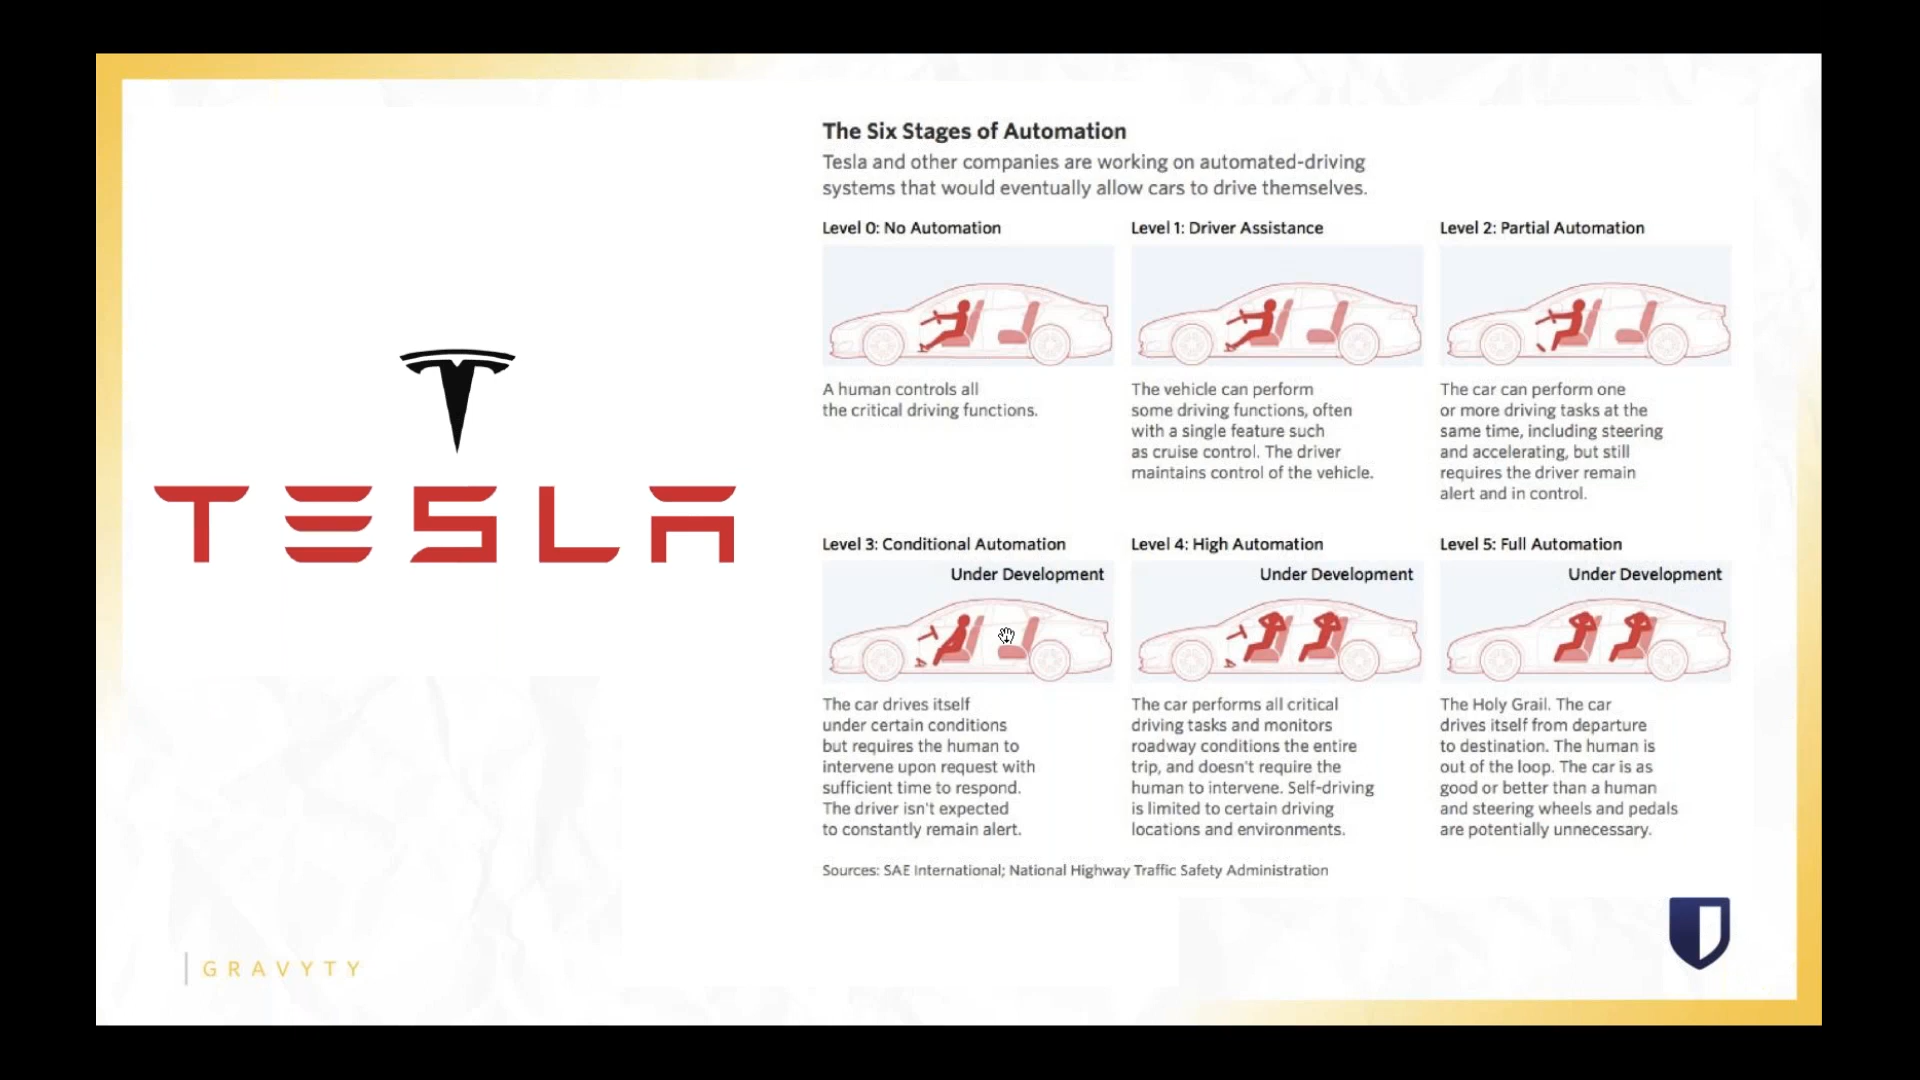 TESLA
The Six Stages of Automation
Tesla and other companies are working on automated-driving
systems that would eventually allow cars to drive themselves.
Level 0: No Automation
A human controls all
the critical driving functions.
Level 1: Driver Assistance
The vehicle can perform
some driving functions, often
with a single feature such
as cruise control. The driver
maintains control of the vehicle.
Level 2: Partial Automation
The car can perform one
or more driving tasks at the
same time, including steering
and accelerating, but still
requires the driver remain
alert and in control.
Level 3: Conditional Automation
Under Development
The car drives itself
under certain conditions
but requires the human to
intervene upon request with
sufficient time to respond.
The driver isn't expected
to constantly remain alert.
Level 4: High Automation
Under Development
The car performs all critical
driving tasks and monitors
roadway conditions the entire
trip, and doesn't require the
human to intervene. Self-driving
is limited to certain driving
locations and environments.
Level 5: Full Automation
Under Development
The Holy Grail. The car
drives itself from departure
to destination. The human is
out of the loop. The car is as
good or better than a human
and steering wheels and pedals
are potentially unnecessary.
Sources: SAE International; National Highway Traffic Safety Administration
GRAVYTY